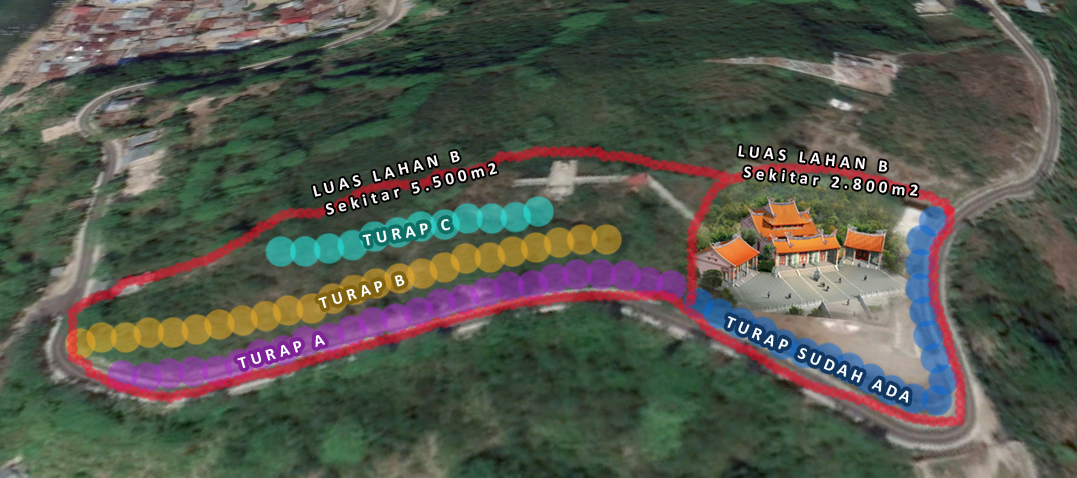 LUAS LAHAN B
Sekitar 5.500m2
LUAS LAHAN B
Sekitar 2.800m2
TURAP C
TURAP B
TURAP A
TURAP SUDAH ADA